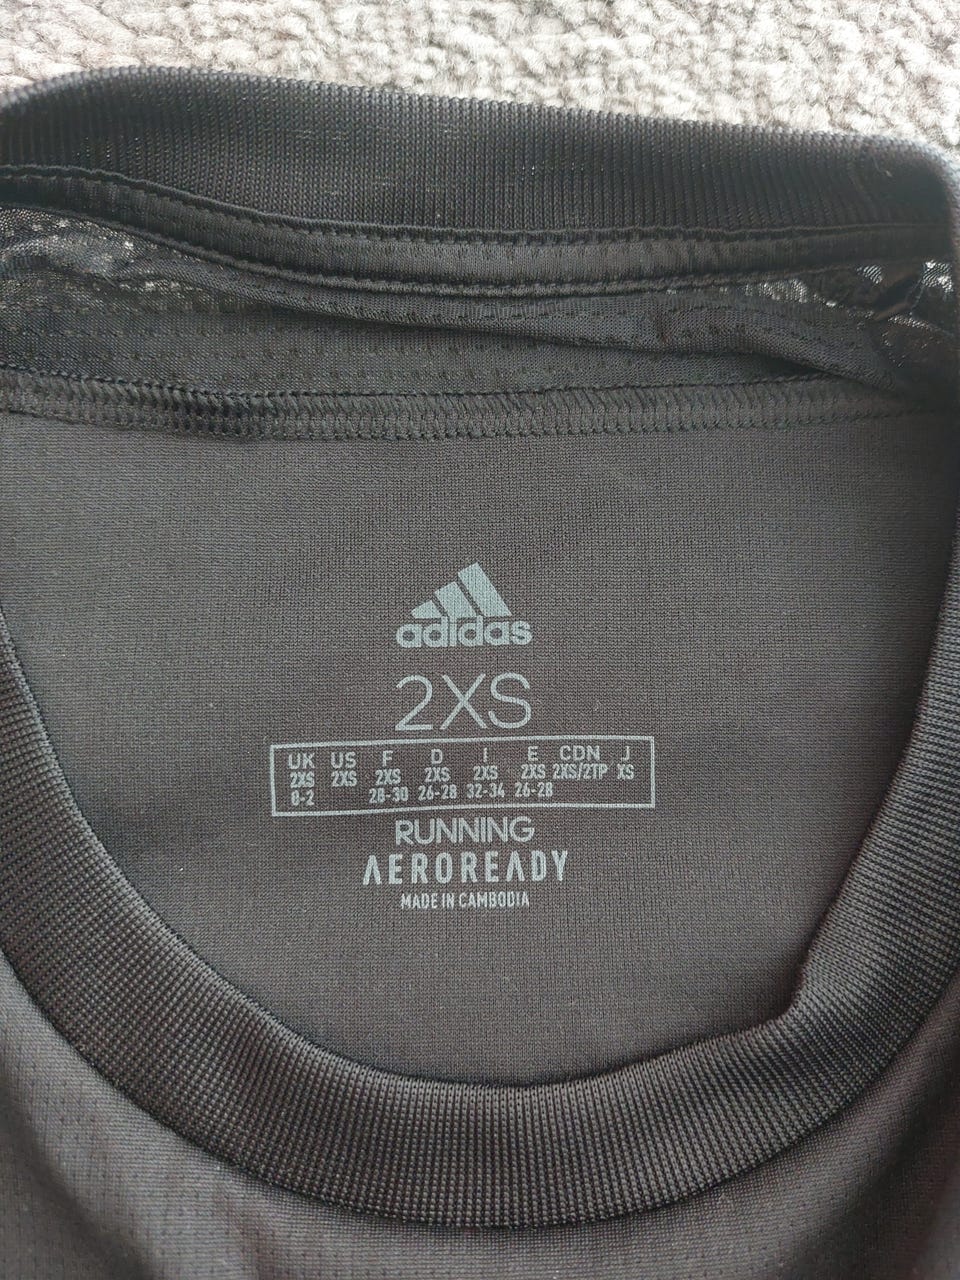 adidas
2XS
UK US F D I E CDN J
2XS 2XS 2XS 2XS 2XS 2XS 2XS/2TP XS
0-2 28-30 26-28 32-34 26-28
RUNNING
AEROREADY
MADE IN CAMBODIA